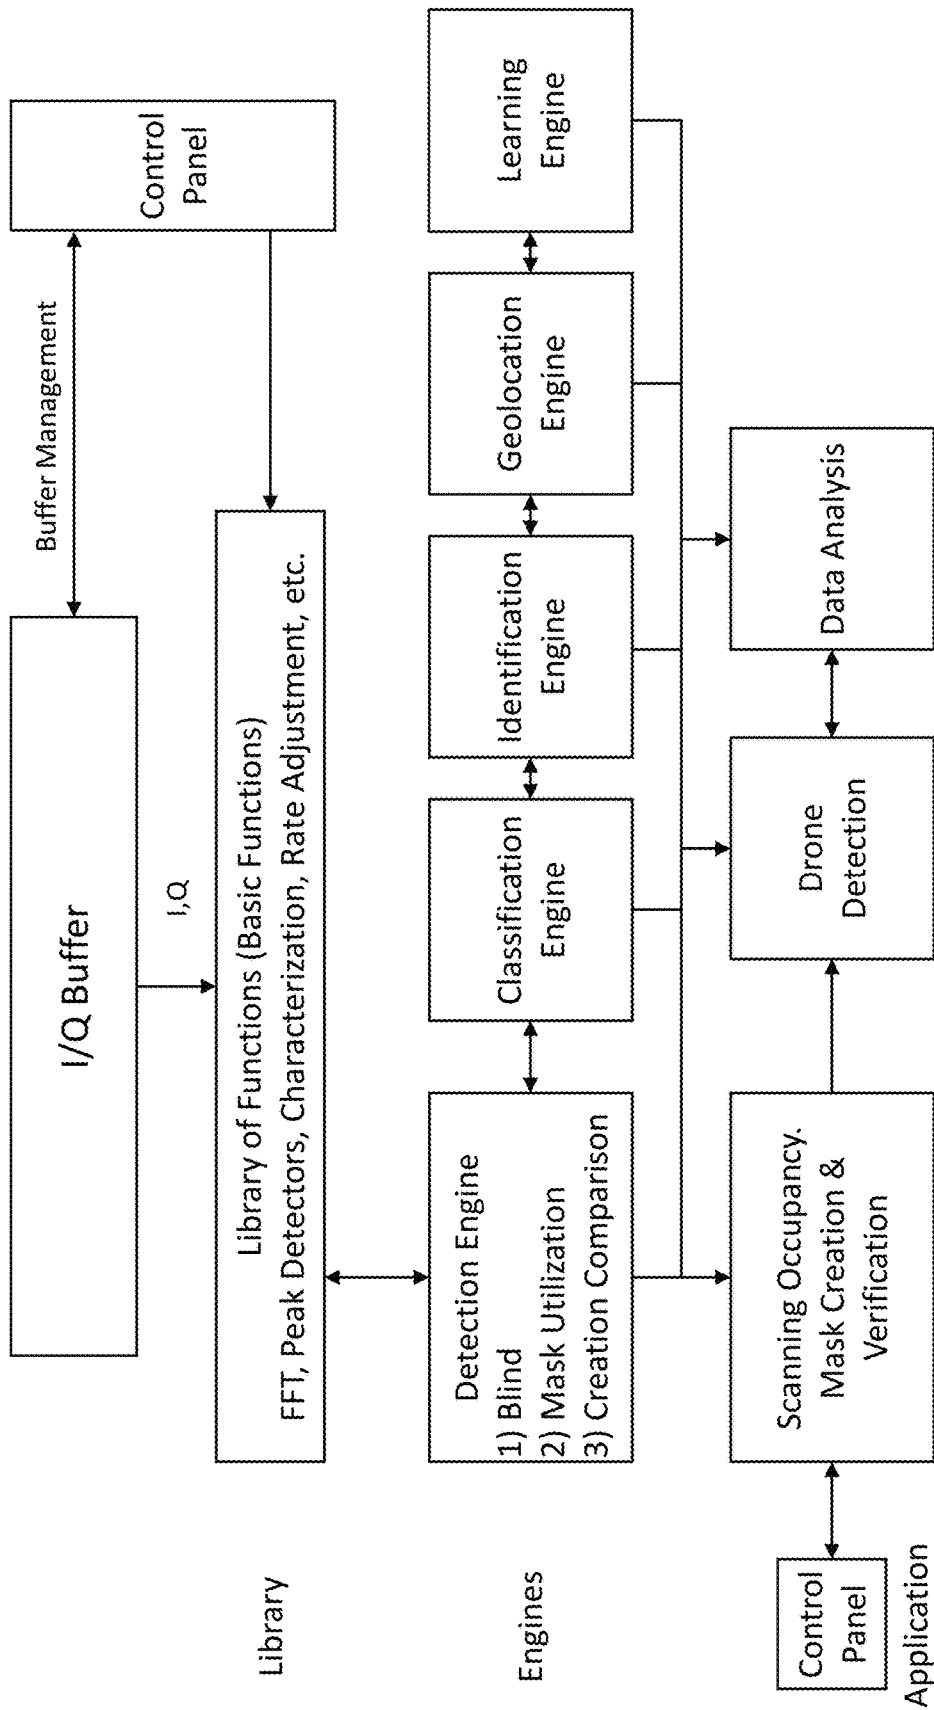 I/Q Buffer
Buffer Management
Control
Panel
I,Q
Library
Library of Functions (Basic Functions)
FFT, Peak Detectors, Characterization, Rate Adjustment, etc.
Engines
Detection Engine
1) Blind
2) Mask Utilization
3) Creation Comparison
Classification
Engine
Identification
Engine
Geolocation
Engine
Learning
Engine
Control
Panel
Application
Scanning Occupancy.
Mask Creation &
Verification
Drone
Detection
Data Analysis